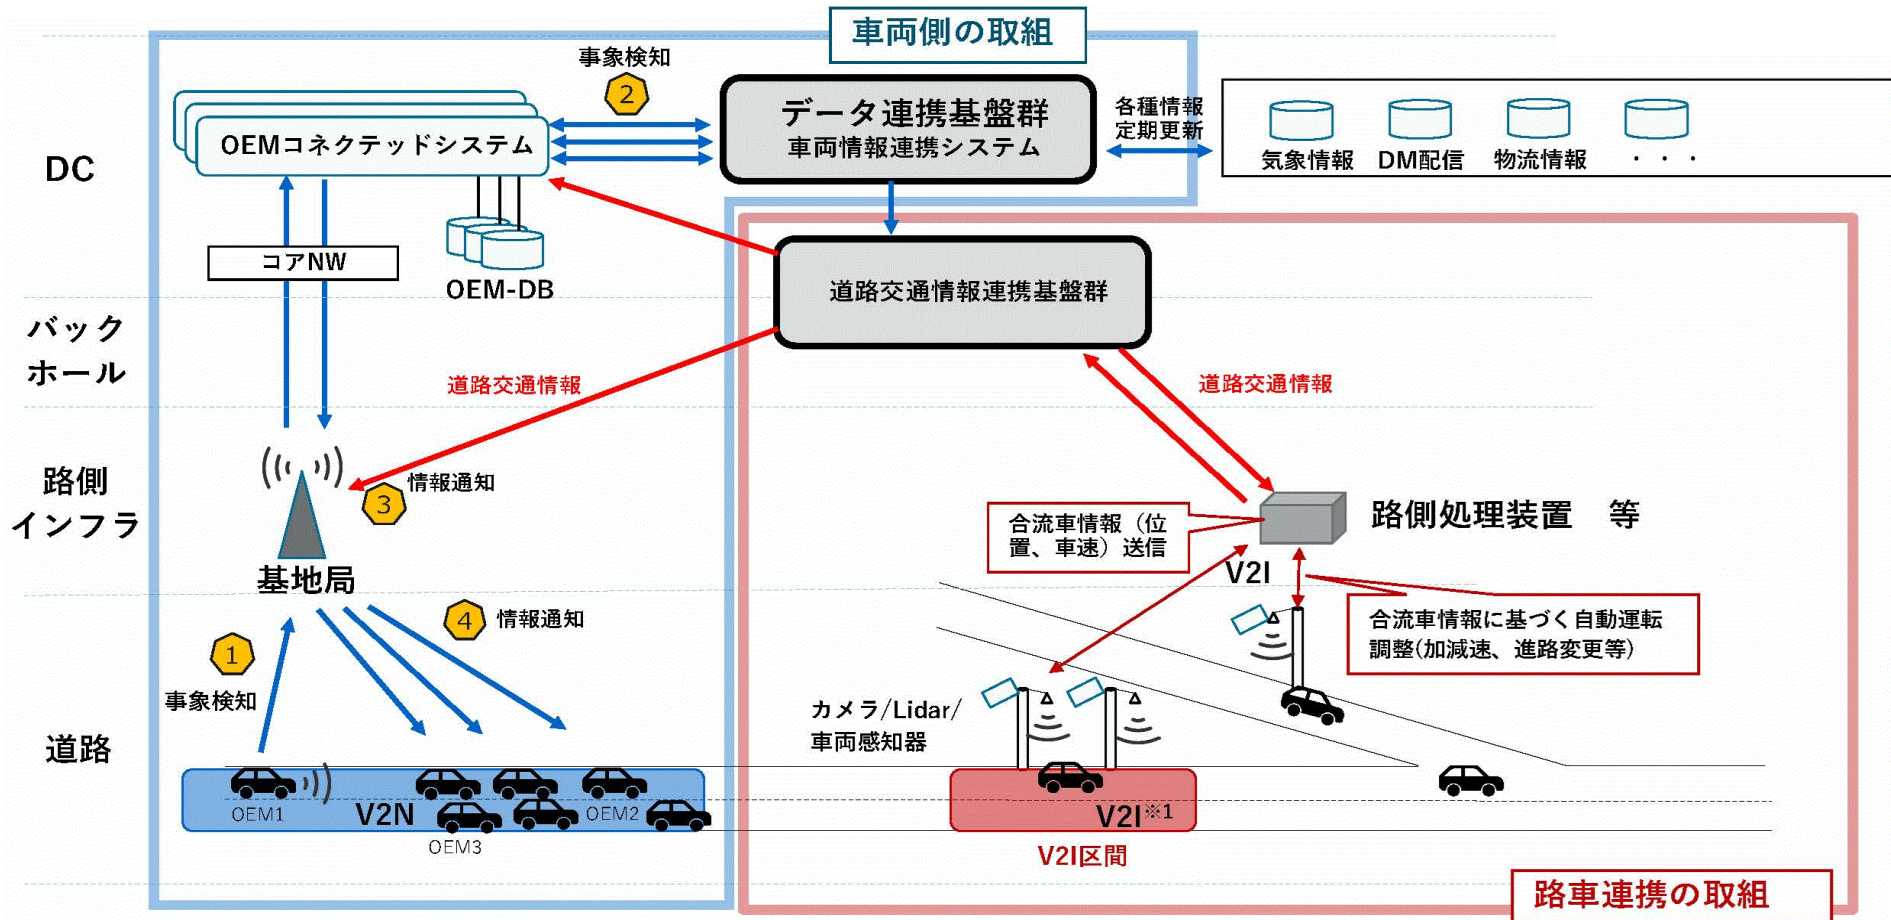 車両側の取組
事象検知
2
データ連携基盤群
車両情報連携システム
各種情報
定期更新
気象情報
DM配信
物流情報
・・・
DC
OEMコネクテッドシステム
コアNW
OEM-DB
道路交通情報連携基盤群
バック
ホール
道路交通情報
道路交通情報
路側
インフラ
3
情報通知
基地局
合流車情報（位
置、車速）送信
路側処理装置　等
V2I
合流車情報に基づく自動運転
調整(加減速、進路変更等)
4
情報通知
1
事象検知
道路
カメラ/Lidar/
車両感知器
OEM1
V2N
OEM2
OEM3
V2I※1
V2I区間
路車連携の取組